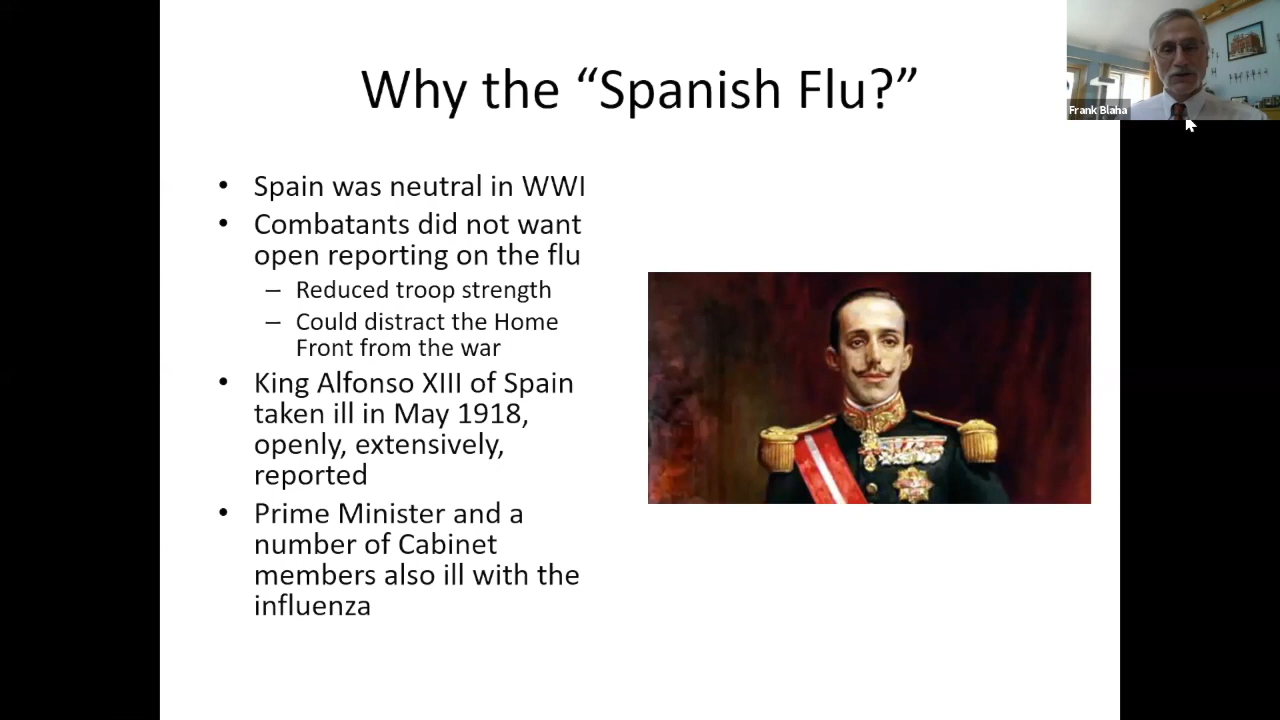 Why the “Spanish Flu?”
Frank Blaha
• Spain was neutral in WWI
• Combatants did not want
open reporting on the flu
– Reduced troop strength
– Could distract the Home
Front from the war
• King Alfonso XIII of Spain
taken ill in May 1918,
openly, extensively,
reported
• Prime Minister and a
number of Cabinet
members also ill with the
influenza